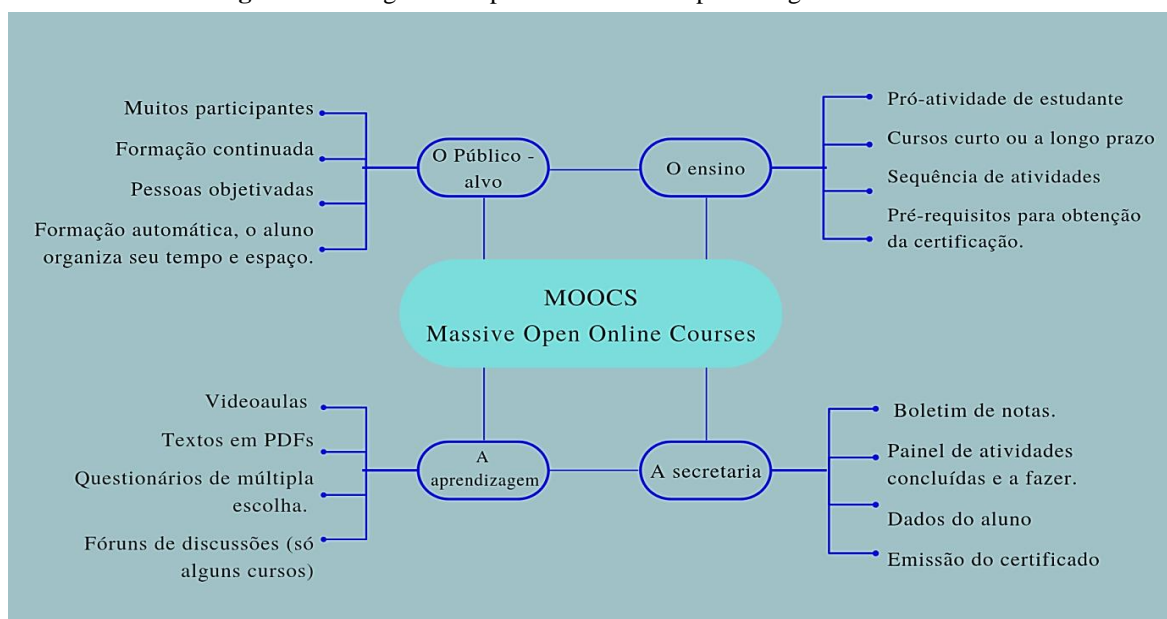 Muitos participantes
Formação continuada
Pessoas objetivadas
Formação automática, o aluno
organiza seu tempo e espaço.
O Público -
alvo
O ensino
Pró-atividade de estudante
Cursos curto ou a longo prazo
Sequência de atividades
Pré-requisitos para obtenção
da certificação.
MOOCS
Massive Open Online Courses
Videoaulas
Textos em PDFs
Questionários de múltipla
escolha.
Fóruns de discussões (só
alguns cursos)
A
aprendizagem
A secretaria
Boletim de notas.
Painel de atividades
concluídas e a fazer.
Dados do aluno
Emissão do certificado